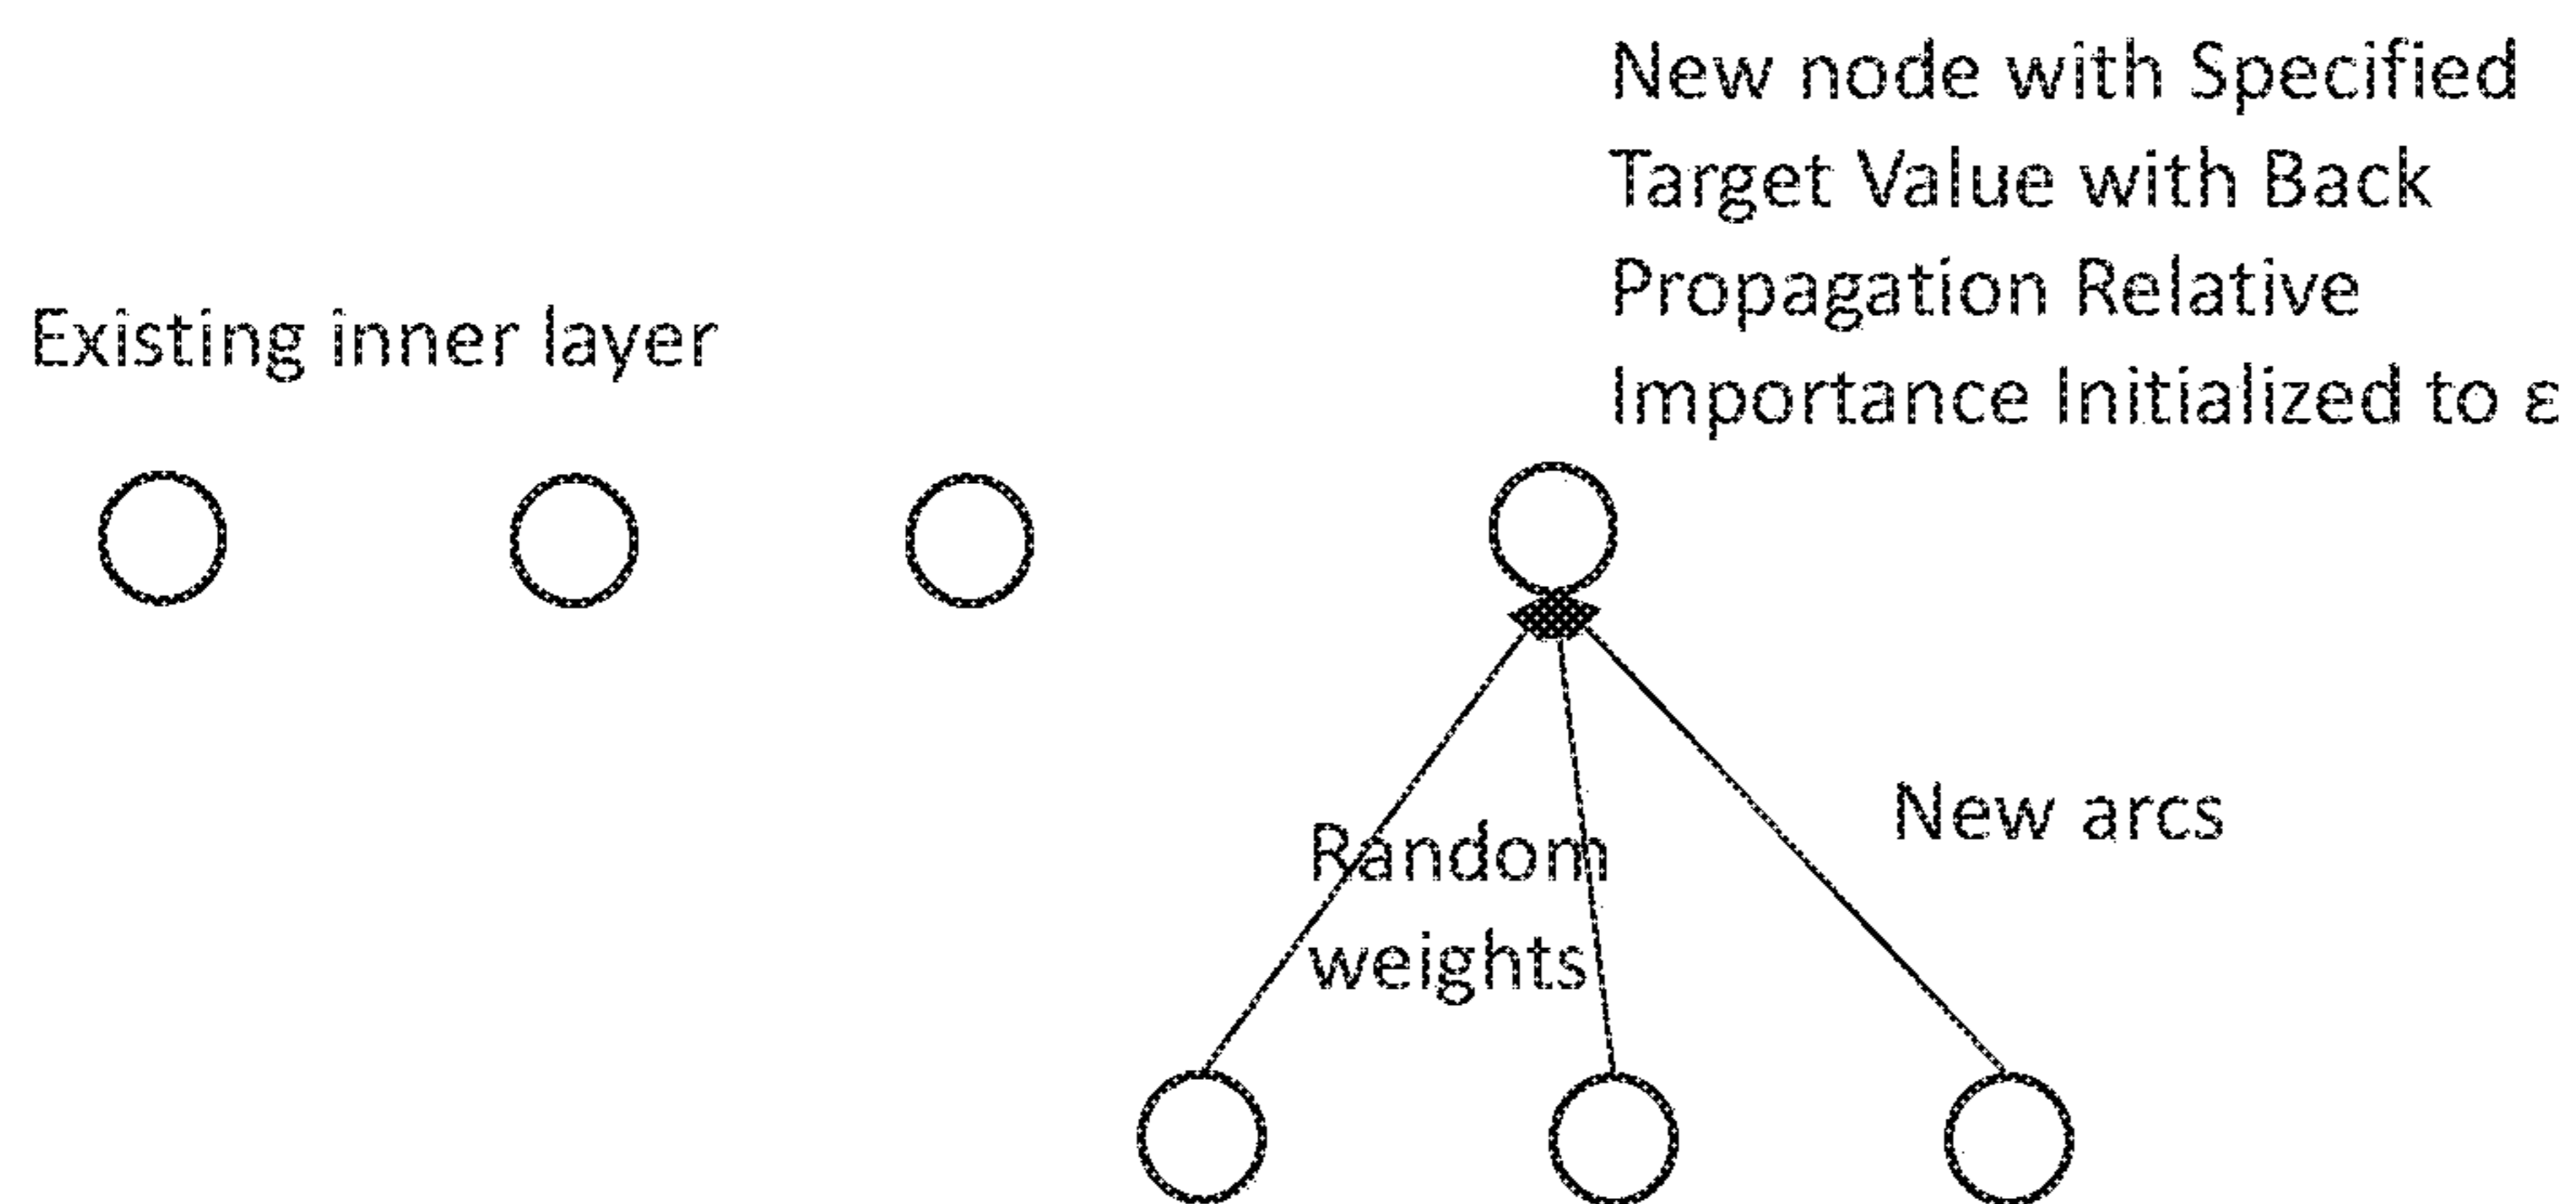 New node with Specified
Target Value with Back
Propagation Relative
Importance Initialized to ε
Existing inner layer
New arcs
Random
weights